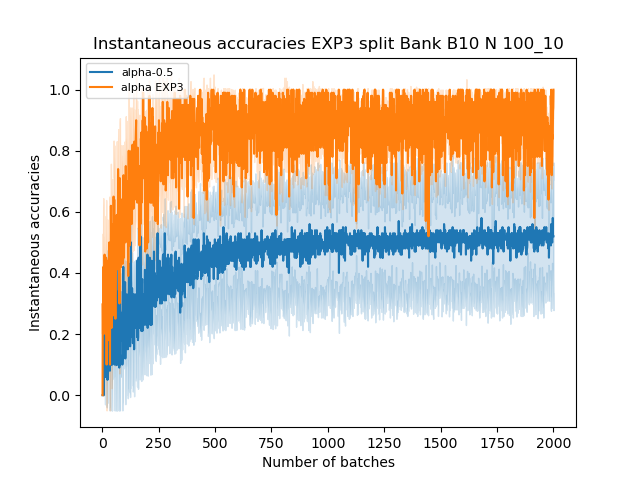 Instantaneous accuracies EXP3 split Bank B10 N 100_10
alpha-0.5
alpha EXP3
1.0
0.8
0.6
0.4
0.2
0.0
Instantaneous accuracies
0 250 500 750 1000 1250 1500 1750 2000
Number of batches